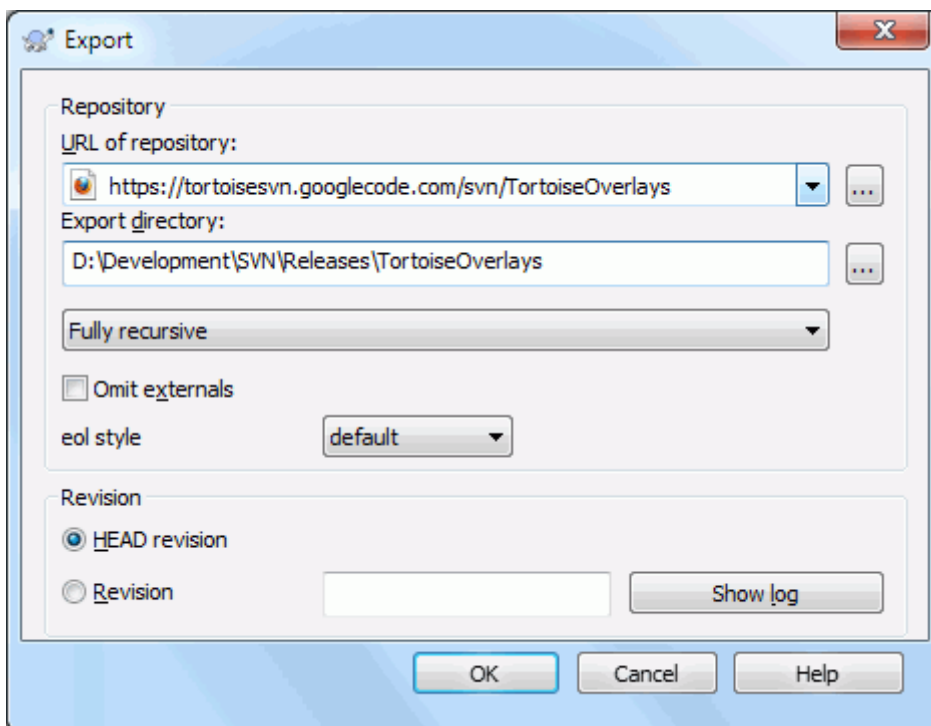 Export
Repository
URL of repository:
https://tortoisesvn.googlecode.com/svn/TortoiseOverlays
...
Export directory:
D:\Development\SVN\Releases\TortoiseOverlays
...
Fully recursive
Omit externals
eol style default
Revision
HEAD revision
Revision Show log
OK Cancel Help